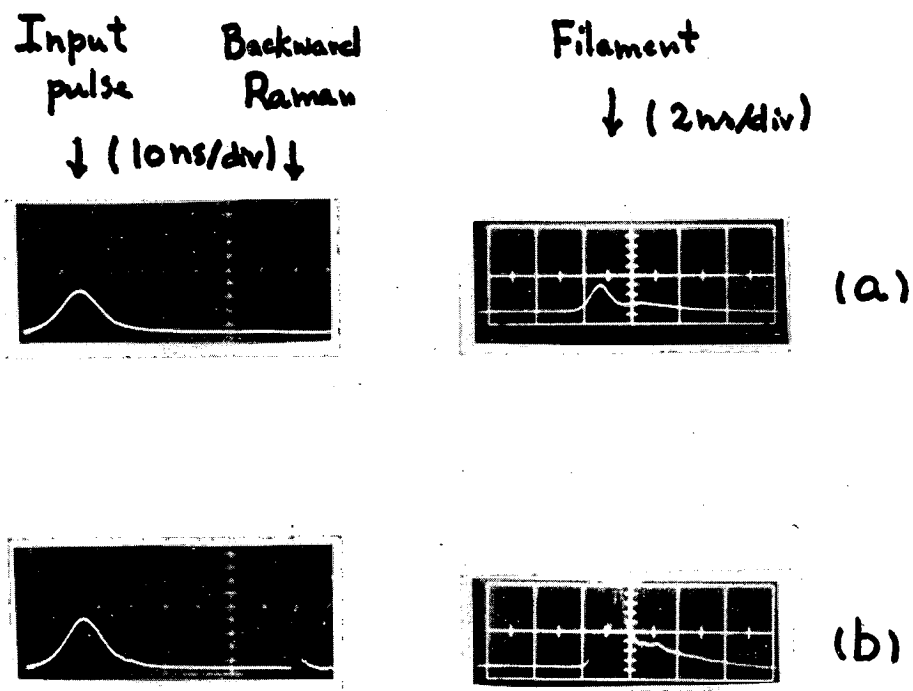 Input
pulse
Backward
Raman
(10ns/div)
Filament
(2ns/div)
(a)
(b)